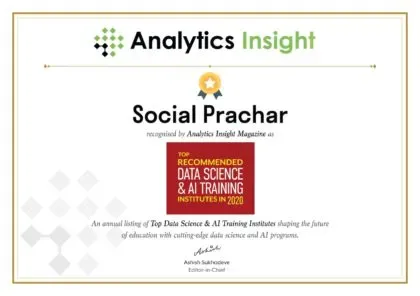 Analytics Insight
Social Prachar
recognised by Analytics Insight Magazine as
TOP
RECOMMENDED
DATA SCIENCE
& AI TRAINING
INSTITUTES IN 2020
An annual listing of Top Data Science & AI Training Institutes shaping the future
of education with cutting-edge data science and AI programs.
Ashish Sukhadeve
Editor-in-Chief